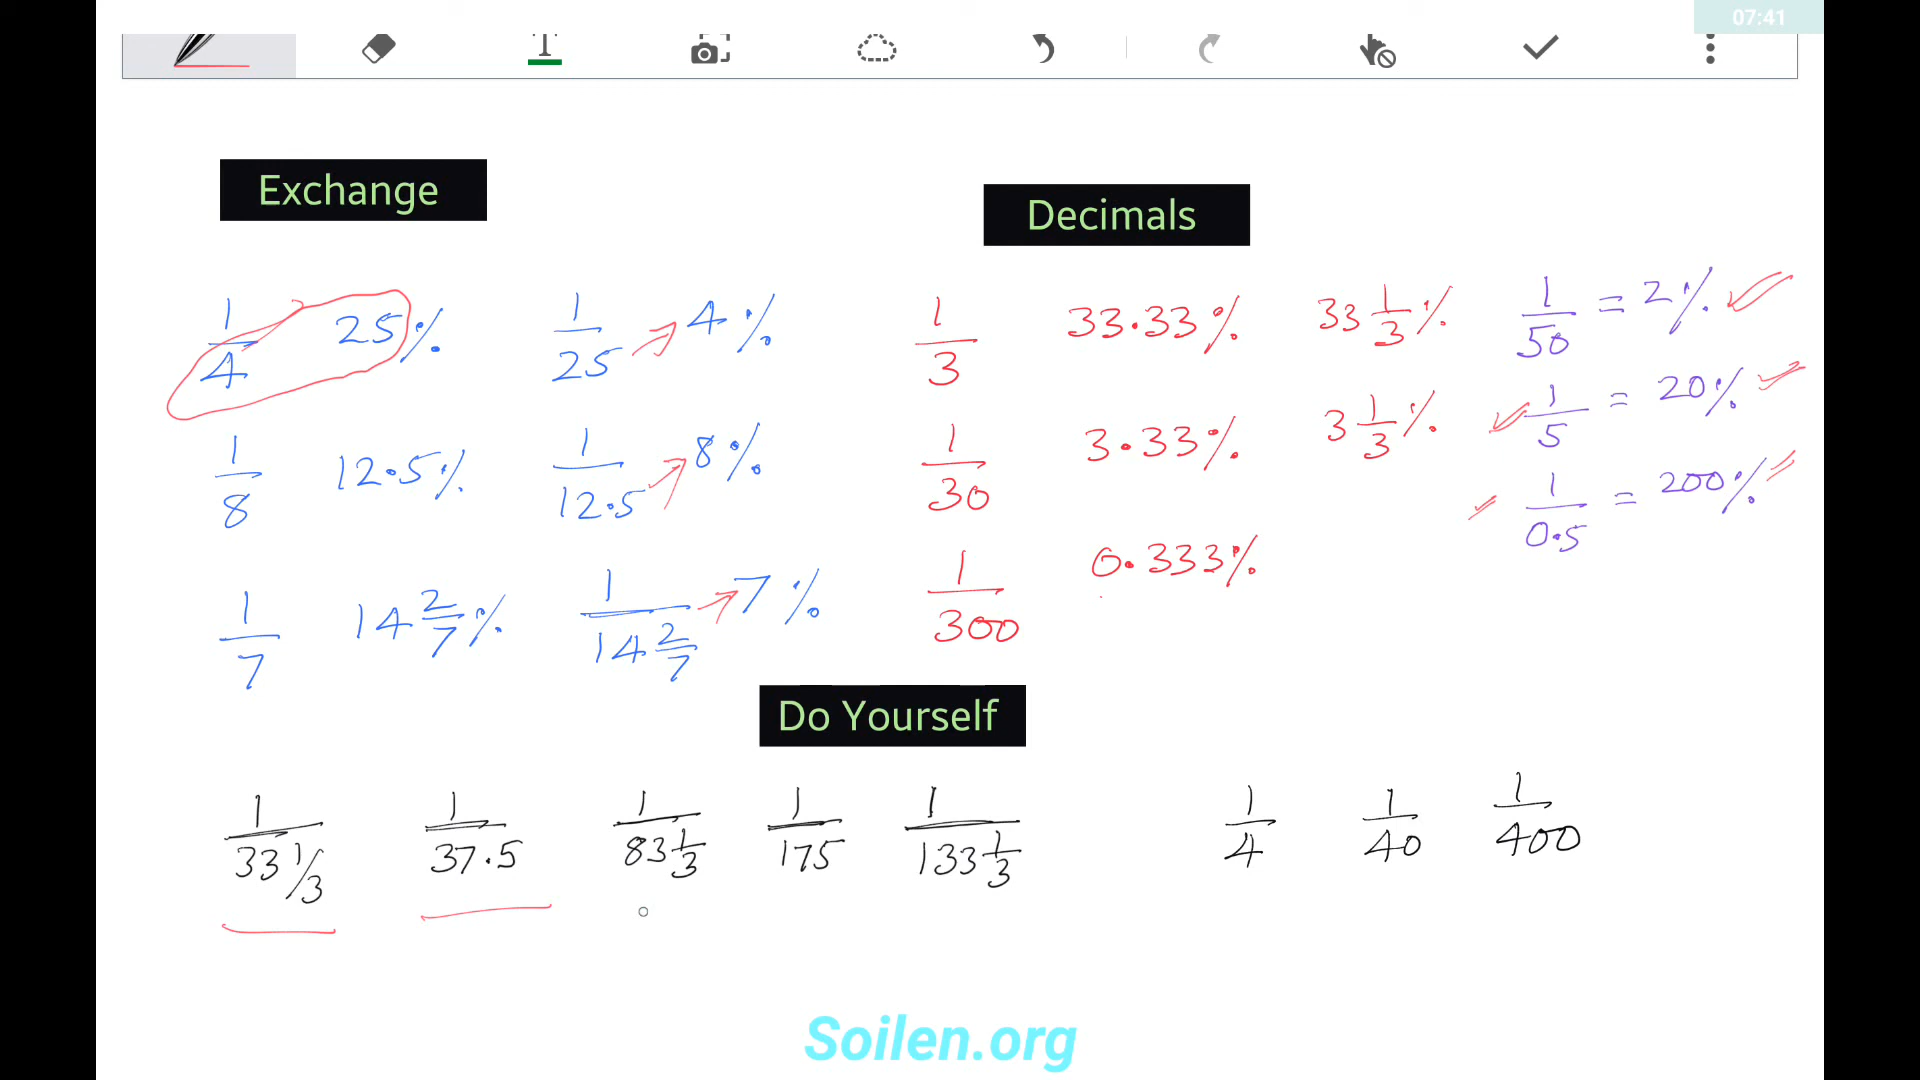 07:41
T
Exchange
Decimals
1/4 25% 1/25 4%
1/8 12.5% 1/12.5 8%
1/7 14 2/7% 1/14 2/7 7%
1/3 33.33% 33 1/3%
1/30 3.33% 3 1/3%
1/300 0.333%
1/50 = 2%
1/5 = 20%
1/0.5 = 200%
Do Yourself
1/33 1/3 1/37.5 1/83 1/3 1/175 1/133 1/3 1/4 1/40 1/400
Soilen.org